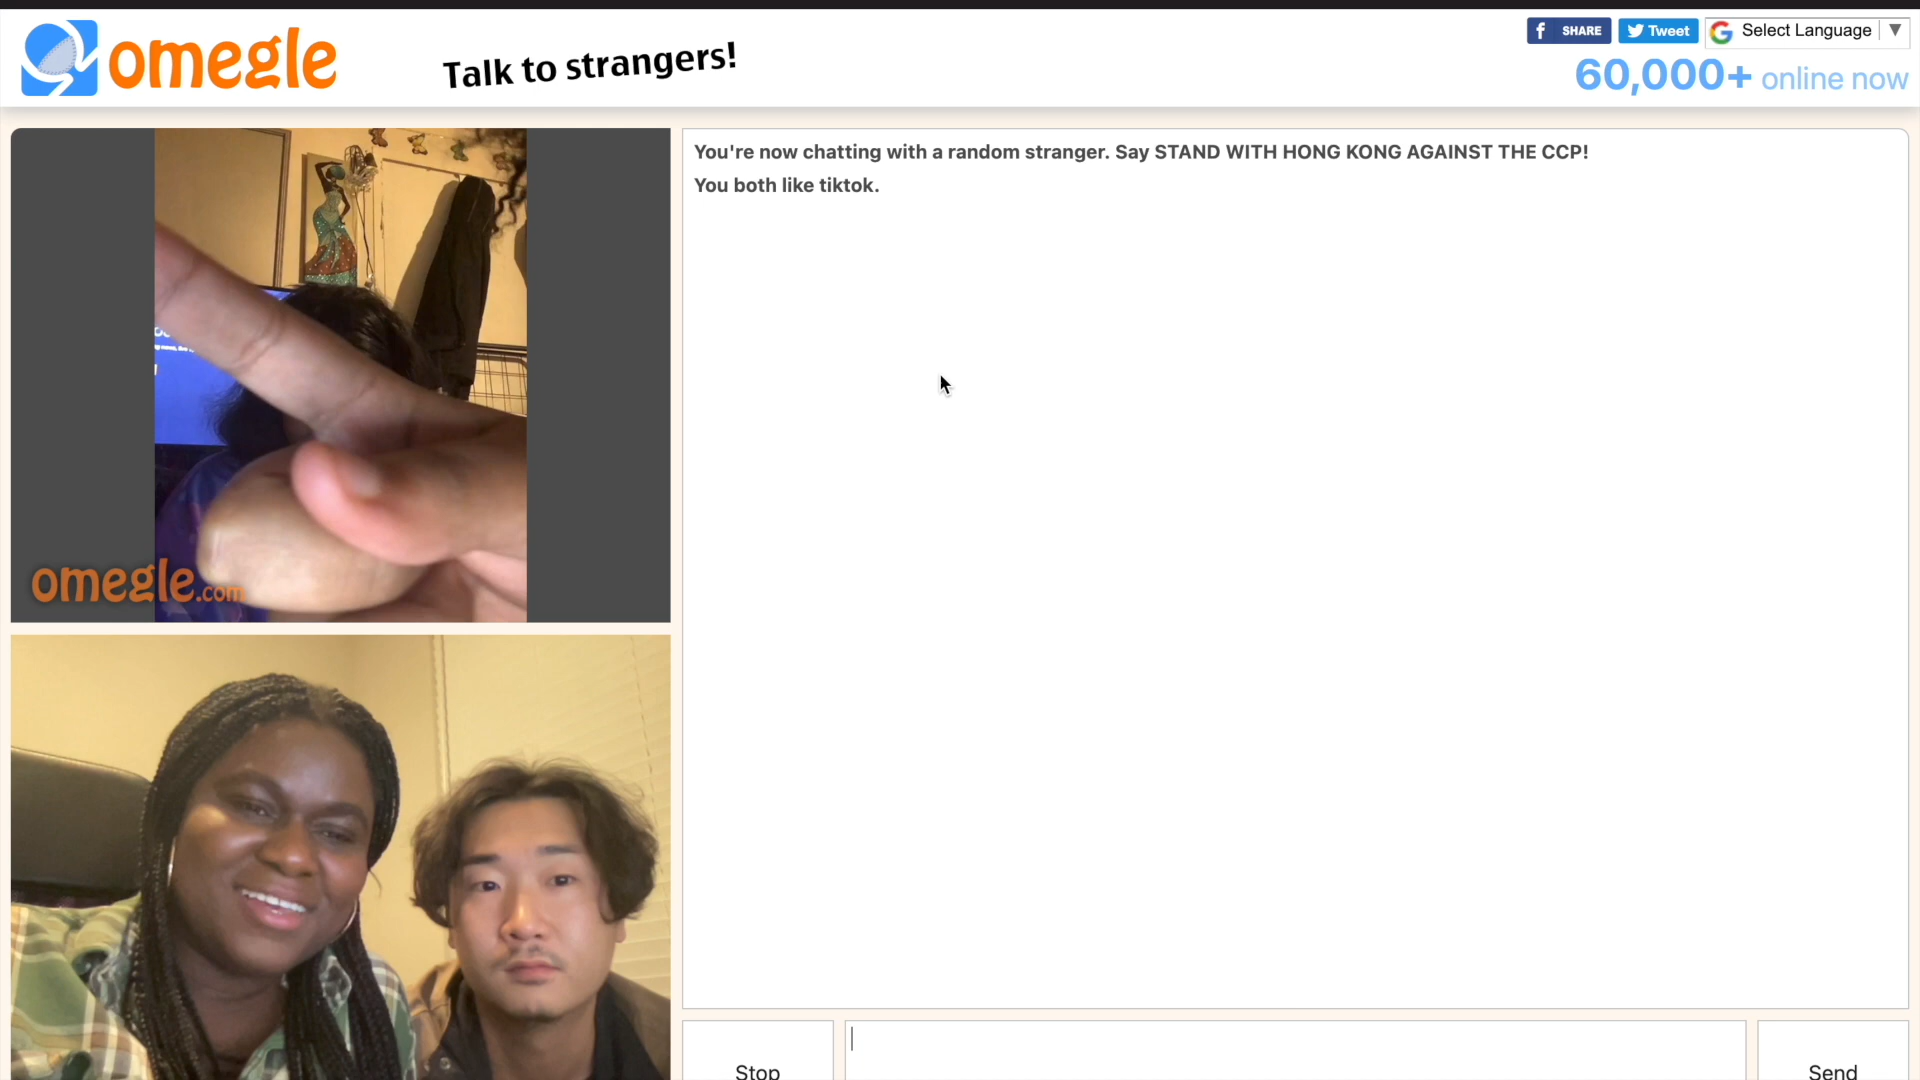 omegle
Talk to strangers!
f SHARE
Tweet
G Select Language ▼
60,000+ online now
You're now chatting with a random stranger. Say STAND WITH HONG KONG AGAINST THE CCP!
You both like tiktok.
omegle.com
Stop
Send